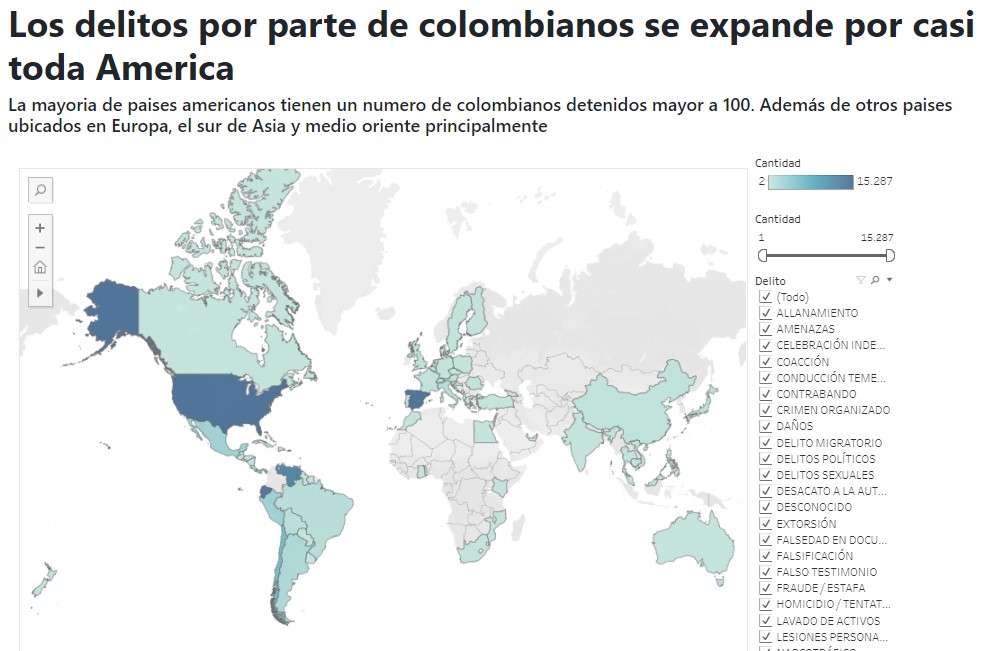 Los delitos por parte de colombianos se expande por casi
toda America
La mayoria de paises americanos tienen un numero de colombianos detenidos mayor a 100. Además de otros paises
ubicados en Europa, el sur de Asia y medio oriente principalmente
Cantidad
2 15.287
Cantidad
1 15.287
Delito
(Todo)
ALLANAMIENTO
AMENAZAS
CELEBRACIÓN INDE...
COACCIÓN
CONDUCCIÓN TEME...
CONTRABANDO
CRIMEN ORGANIZADO
DAÑOS
DELITO MIGRATORIO
DELITOS POLÍTICOS
DELITOS SEXUALES
DESACATO A LA AUT...
DESCONOCIDO
EXTORSIÓN
FALSEDAD EN DOCU...
FALSIFICACIÓN
FALSO TESTIMONIO
FRAUDE / ESTAFA
HOMICIDIO / TENTAT...
LAVADO DE ACTIVOS
LESIONES PERSONA...